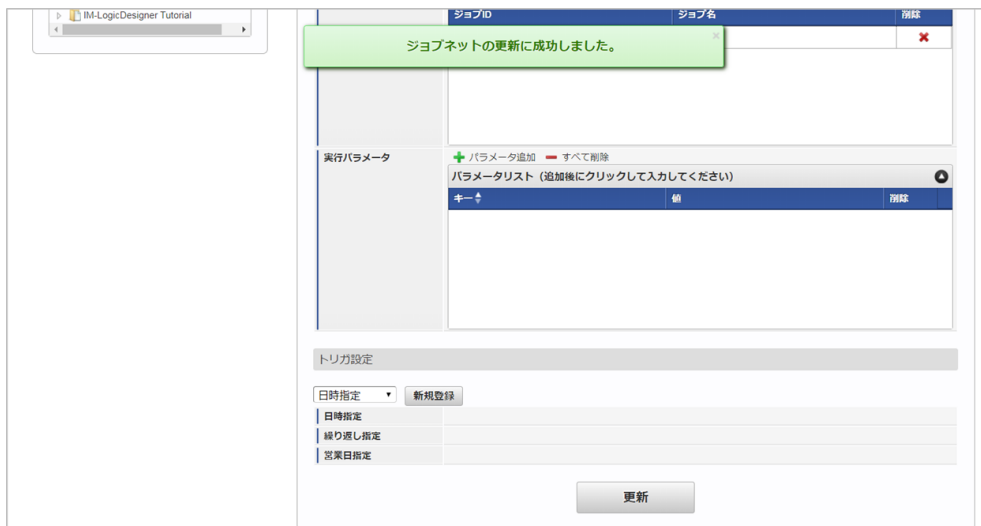 IM-LogicDesigner Tutorial
ジョブID ジョブ名 削除
ジョブネットの更新に成功しました。
実行パラメータ
パラメータ追加 すべて削除
パラメータリスト（追加後にクリックして入力してください）
キー 値 削除
トリガ設定
日時指定 新規登録
日時指定
繰り返し指定
営業日指定
更新